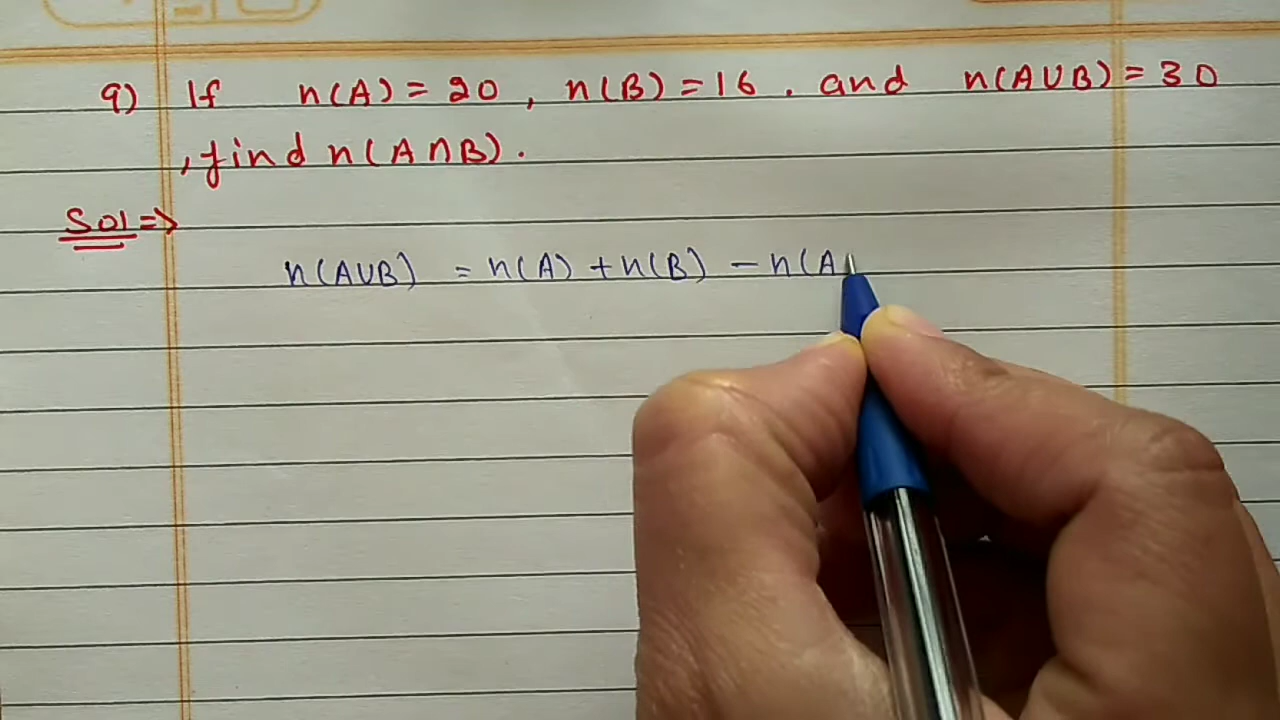 9) If n(A) = 20 , n(B) = 16 . and n(A∪B) = 30
, find n(A∩B).
Sol =>
n(A∪B) = n(A) + n(B) - n(A